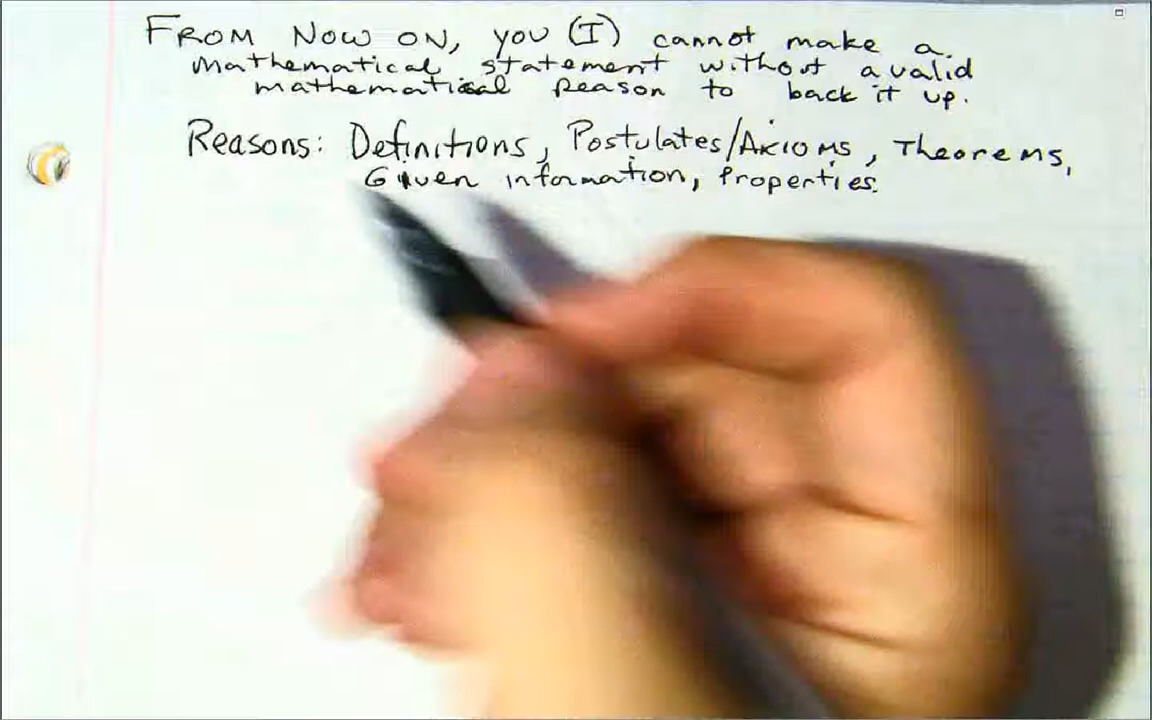 FROM NOW ON, you (I) cannot make a
mathematical statement without a valid
mathematical reason to back it up.
Reasons: Definitions, Postulates/Axioms, Theorems,
Given information, Properties.